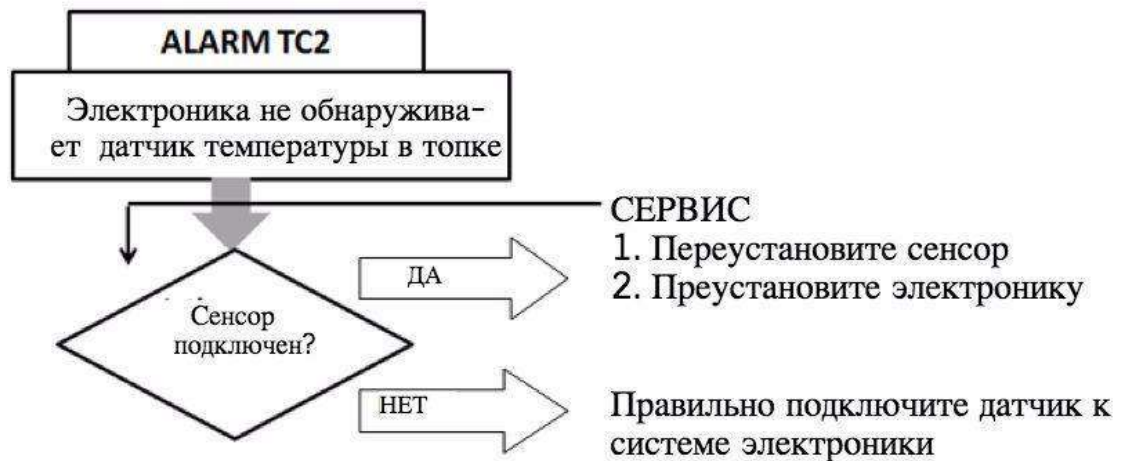 ALARM TC2
Электроника не обнаружива-
ет датчик температуры в топке
СЕРВИС
1. Переустановите сенсор
2. Преустановите электронику
ДА
Сенсор
подключен?
НЕТ
Правильно подключите датчик к
системе электроники